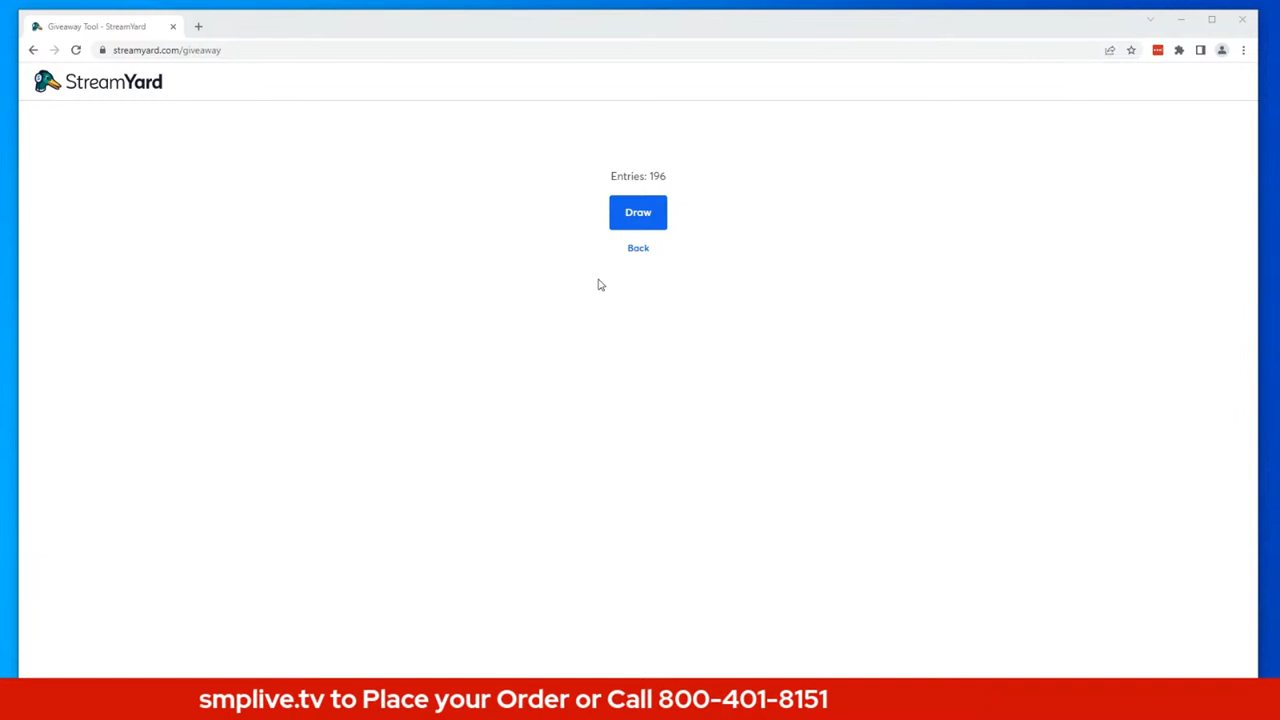 Giveaway Tool - StreamYard
streamyard.com/giveaway
StreamYard
Entries: 196
Draw
Back
smplive.tv to Place your Order or Call 800-401-8151